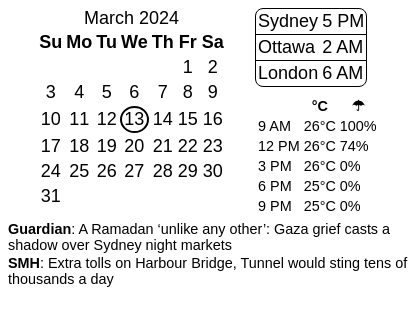 March 2024
Su Mo Tu We Th Fr Sa
1 2
3 4 5 6 7 8 9
10 11 12 13 14 15 16
17 18 19 20 21 22 23
24 25 26 27 28 29 30
31
Sydney 5 PM
Ottawa 2 AM
London 6 AM
°C ☂
9 AM 26°C 100%
12 PM 26°C 74%
3 PM 26°C 0%
6 PM 25°C 0%
9 PM 25°C 0%
Guardian: A Ramadan ‘unlike any other’: Gaza grief casts a
shadow over Sydney night markets
SMH: Extra tolls on Harbour Bridge, Tunnel would sting tens of
thousands a day